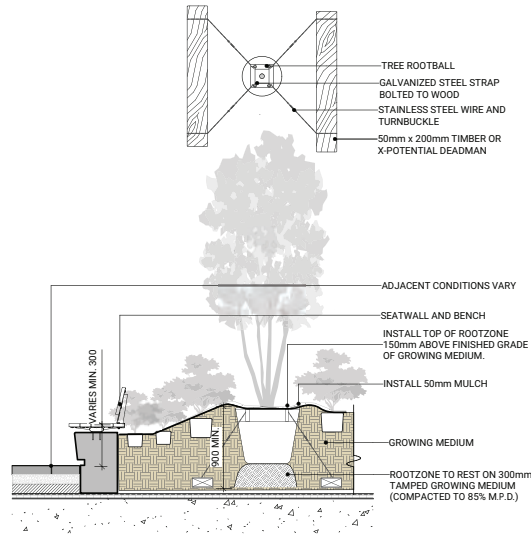 TREE ROOTBALL
GALVANIZED STEEL STRAP
BOLTED TO WOOD
STAINLESS STEEL WIRE AND
TURNBUCKLE
50mm x 200mm TIMBER OR
X-POTENTIAL DEADMAN
ADJACENT CONDITIONS VARY
SEATWALL AND BENCH
INSTALL TOP OF ROOTZONE
150mm ABOVE FINISHED GRADE
OF GROWING MEDIUM.
INSTALL 50mm MULCH
GROWING MEDIUM
ROOTZONE TO REST ON 300mm
TAMPED GROWING MEDIUM
(COMPACTED TO 85% M.P.D.)
VARIES MIN. 300
900 MIN.